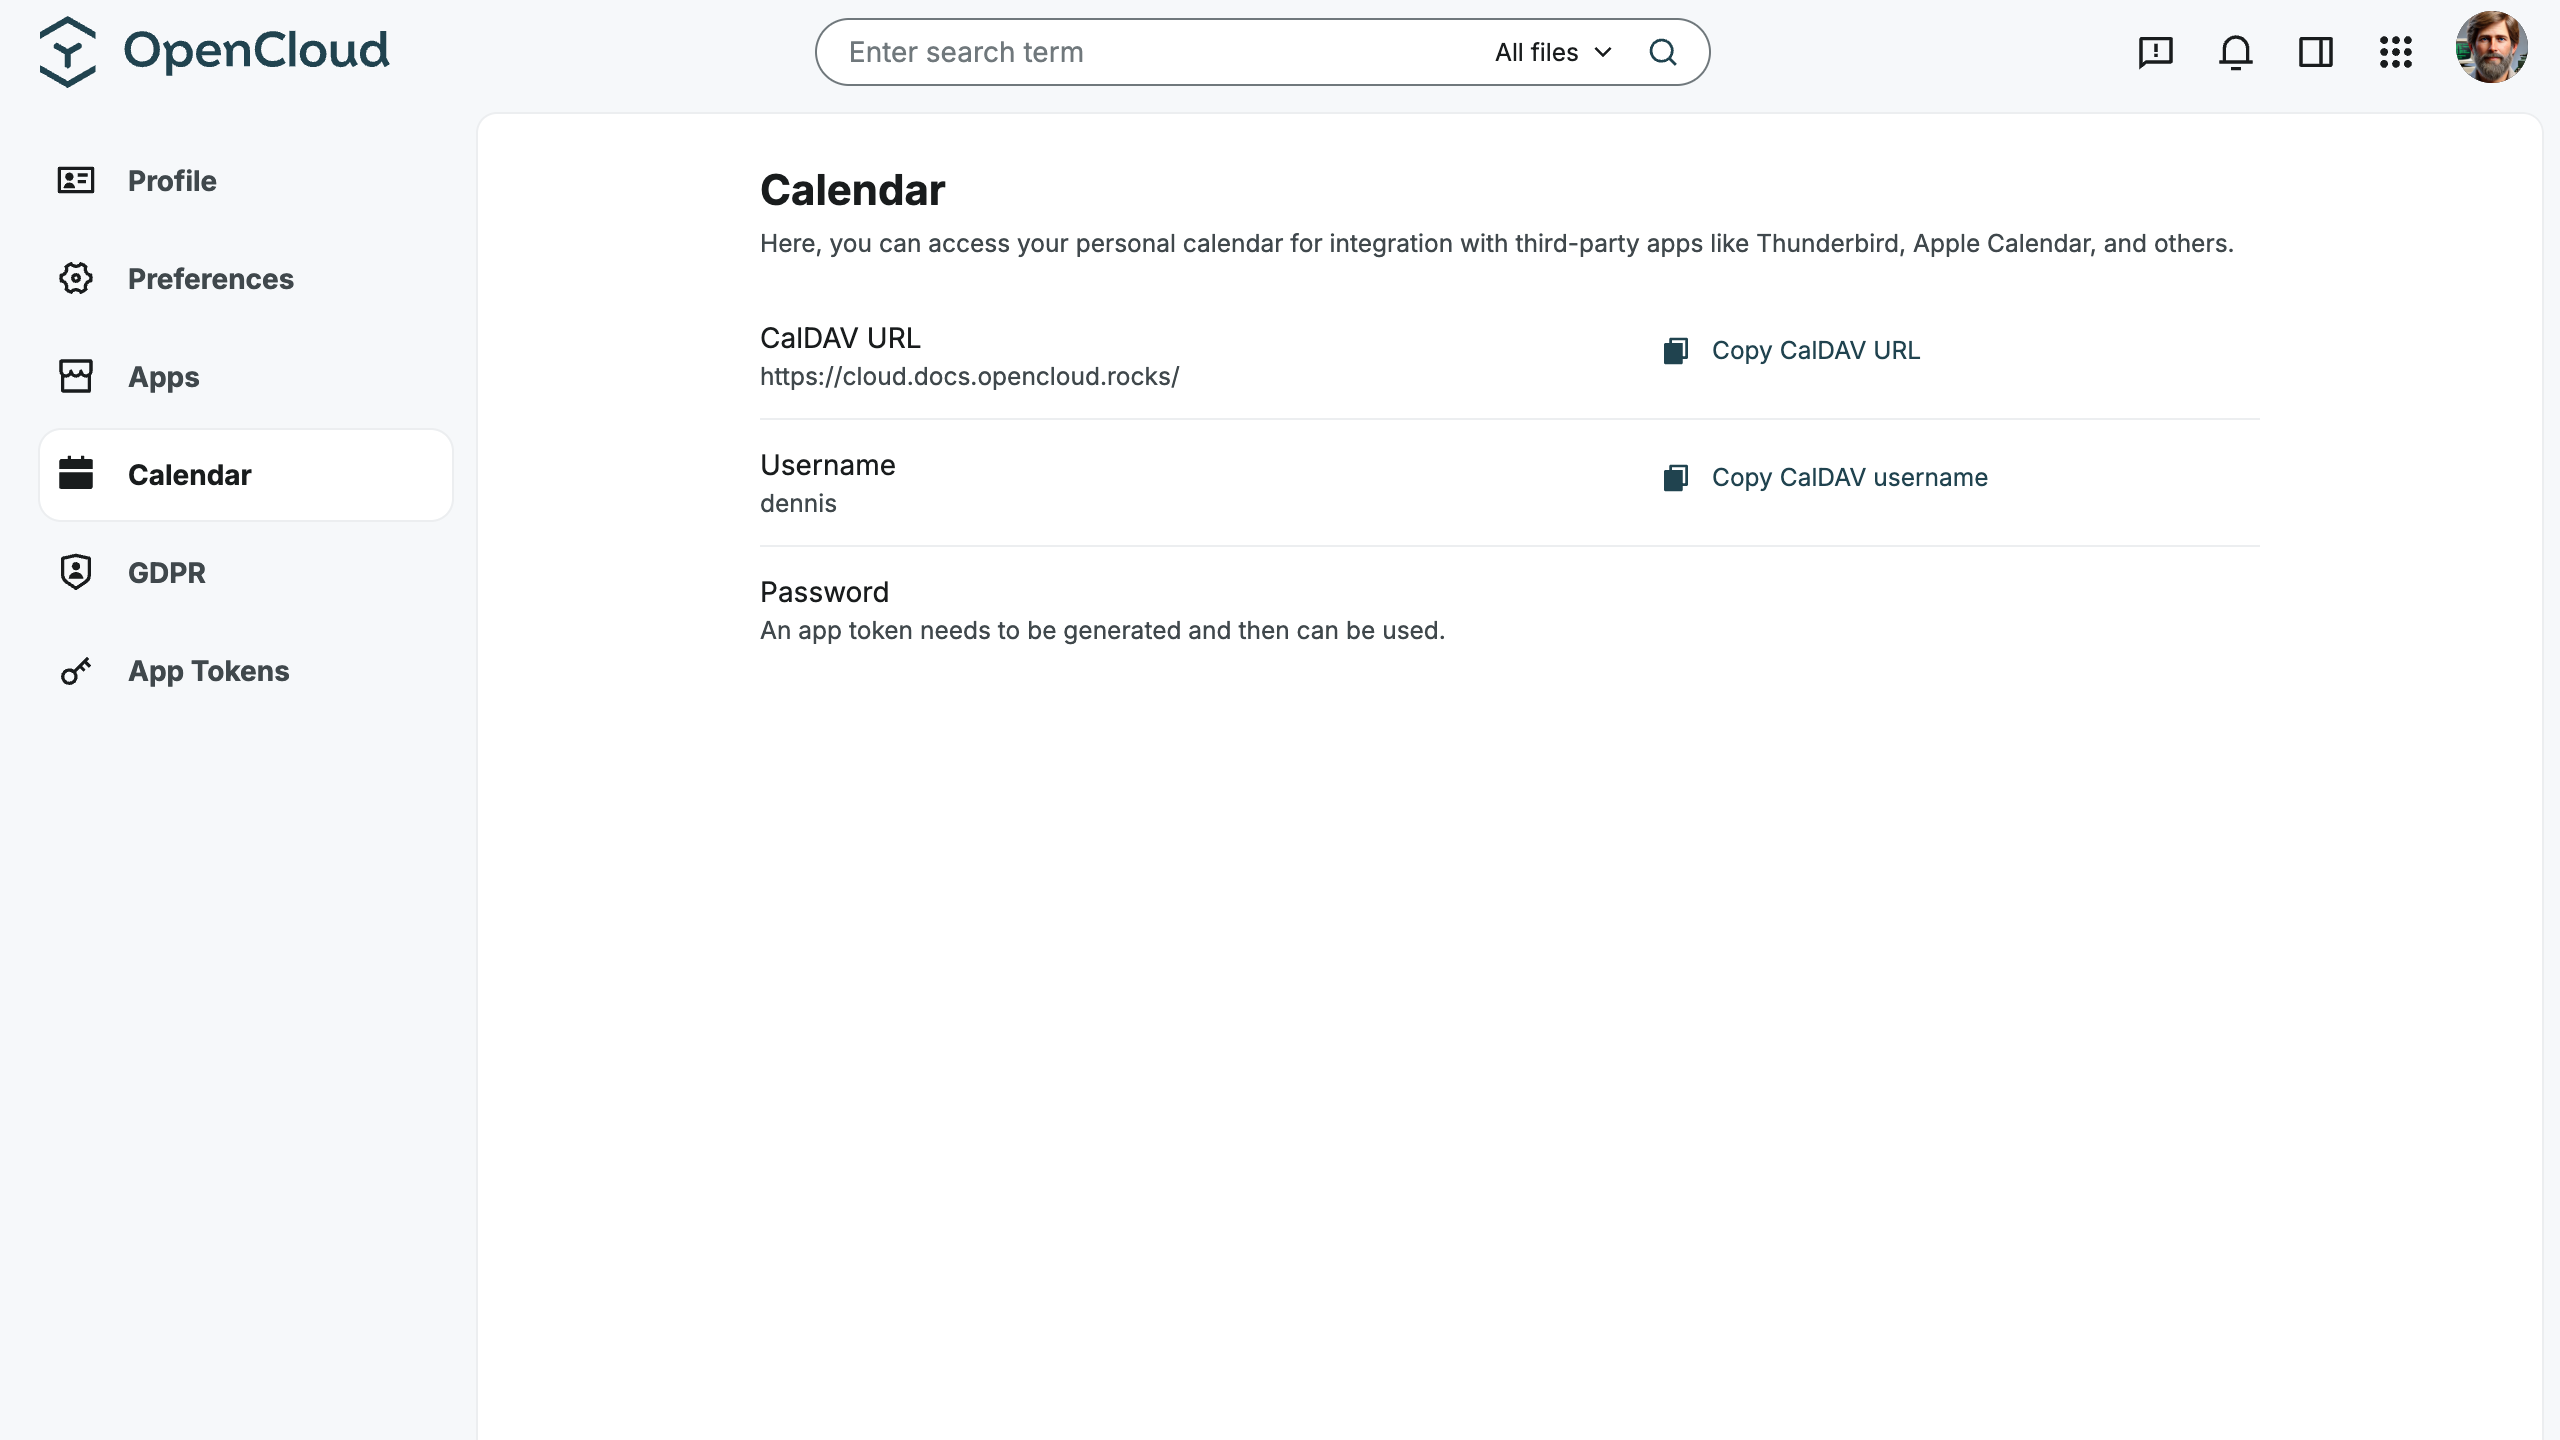 OpenCloud
Enter search term
All files
Profile
Preferences
Apps
Calendar
GDPR
App Tokens
Calendar
Here, you can access your personal calendar for integration with third-party apps like Thunderbird, Apple Calendar, and others.
CalDAV URL
https://cloud.docs.opencloud.rocks/
Copy CalDAV URL
Username
dennis
Copy CalDAV username
Password
An app token needs to be generated and then can be used.